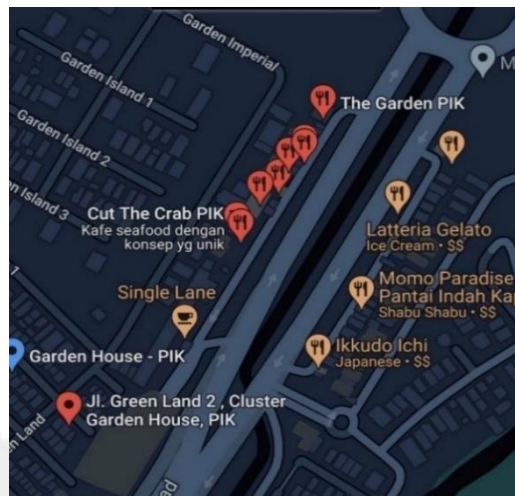 Garden Imperial
Garden Island 1
The Garden PIK
M
Garden Island 2
Garden Island 3
Cut The Crab PIK
Kafe seafood dengan
konsep yg unik
Latteria Gelato
Ice Cream • $$
Momo Paradise
Pantai Indah Kap
Shabu Shabu • $$
Single Lane
Ikkudo Ichi
Japanese • $$
Garden House - PIK
Jl. Green Land 2 , Cluster
Garden House, PIK
en Land